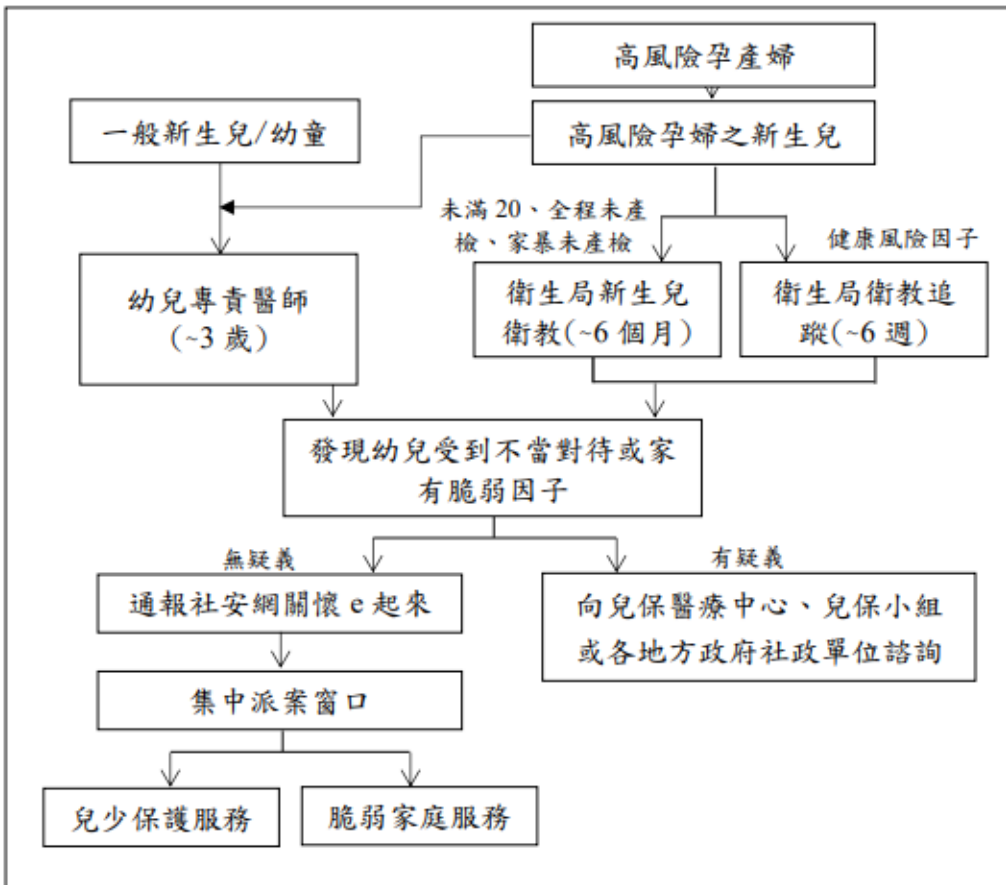 高風險孕產婦
一般新生兒/幼童
高風險孕婦之新生兒
未滿 20、全程未產
檢、家暴未產檢
健康風險因子
幼兒專責醫師
(~3 歲)
衛生局新生兒
衛教(~6 個月)
衛生局衛教追
蹤(~6 週)
發現幼兒受到不當對待或家
有脆弱因子
無疑義
有疑義
通報社安網關懷 e 起來
向兒保醫療中心、兒保小組
或各地方政府社政單位諮詢
集中派案窗口
兒少保護服務
脆弱家庭服務